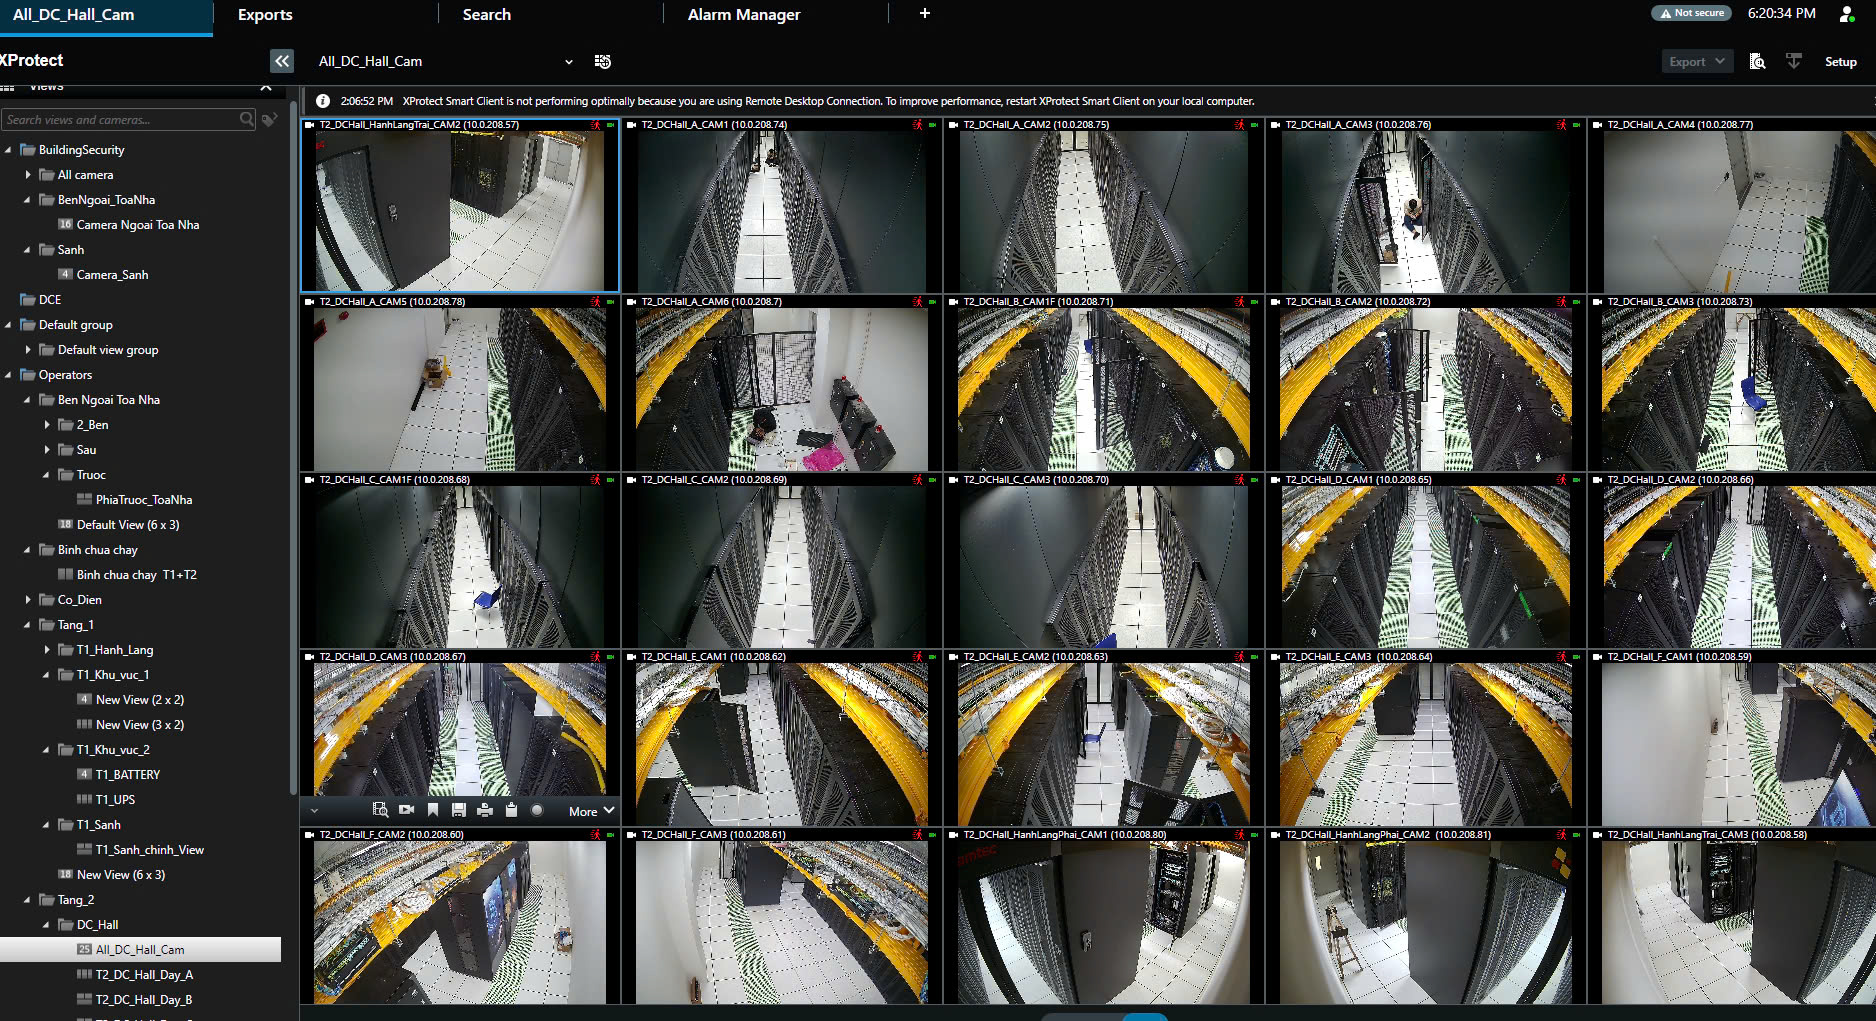 All_DC_Hall_Cam
Exports
Search
Alarm Manager
+
Not secure
6:20:34 PM
XProtect
All_DC_Hall_Cam
Export
Setup
Views
2:06:52 PM XProtect Smart Client is not performing optimally because you are using Remote Desktop Connection. To improve performance, restart XProtect Smart Client on your local computer.
Search views and cameras...
BuildingSecurity
All camera
BenNgoai_ToaNha
16 Camera Ngoai Toa Nha
Sanh
4 Camera_Sanh
DCE
Default group
Default view group
Operators
Ben Ngoai Toa Nha
2_Ben
Sau
Truoc
PhiaTruoc_ToaNha
18 Default View (6 x 3)
Binh chua chay
Binh chua chay T1+T2
Co_Dien
Tang_1
T1_Hanh_Lang
T1_Khu_vuc_1
4 New View (2 x 2)
New View (3 x 2)
T1_Khu_vuc_2
4 T1_BATTERY
T1_UPS
T1_Sanh
T1_Sanh_chinh_View
18 New View (6 x 3)
Tang_2
DC_Hall
25 All_DC_Hall_Cam
T2_DC_Hall_Day_A
T2_DC_Hall_Day_B
T2_DCHall_HanhLangTrai_CAM2 (10.0.208.57)
T2_DCHall_A_CAM1 (10.0.208.74)
T2_DCHall_A_CAM2 (10.0.208.75)
T2_DCHall_A_CAM3 (10.0.208.76)
T2_DCHall_A_CAM4 (10.0.208.77)
T2_DCHall_A_CAM5 (10.0.208.78)
T2_DCHall_A_CAM6 (10.0.208.7)
T2_DCHall_B_CAM1F (10.0.208.71)
T2_DCHall_B_CAM2 (10.0.208.72)
T2_DCHall_B_CAM3 (10.0.208.73)
T2_DCHall_C_CAM1F (10.0.208.68)
T2_DCHall_C_CAM2 (10.0.208.69)
T2_DCHall_C_CAM3 (10.0.208.70)
T2_DCHall_D_CAM1 (10.0.208.65)
T2_DCHall_D_CAM2 (10.0.208.66)
T2_DCHall_D_CAM3 (10.0.208.67)
T2_DCHall_E_CAM1 (10.0.208.62)
T2_DCHall_E_CAM2 (10.0.208.63)
T2_DCHall_E_CAM3 (10.0.208.64)
T2_DCHall_F_CAM1 (10.0.208.59)
More
T2_DCHall_F_CAM2 (10.0.208.60)
T2_DCHall_F_CAM3 (10.0.208.61)
T2_DCHall_HanhLangPhai_CAM1 (10.0.208.80)
T2_DCHall_HanhLangPhai_CAM2 (10.0.208.81)
T2_DCHall_HanhLangTrai_CAM3 (10.0.208.58)